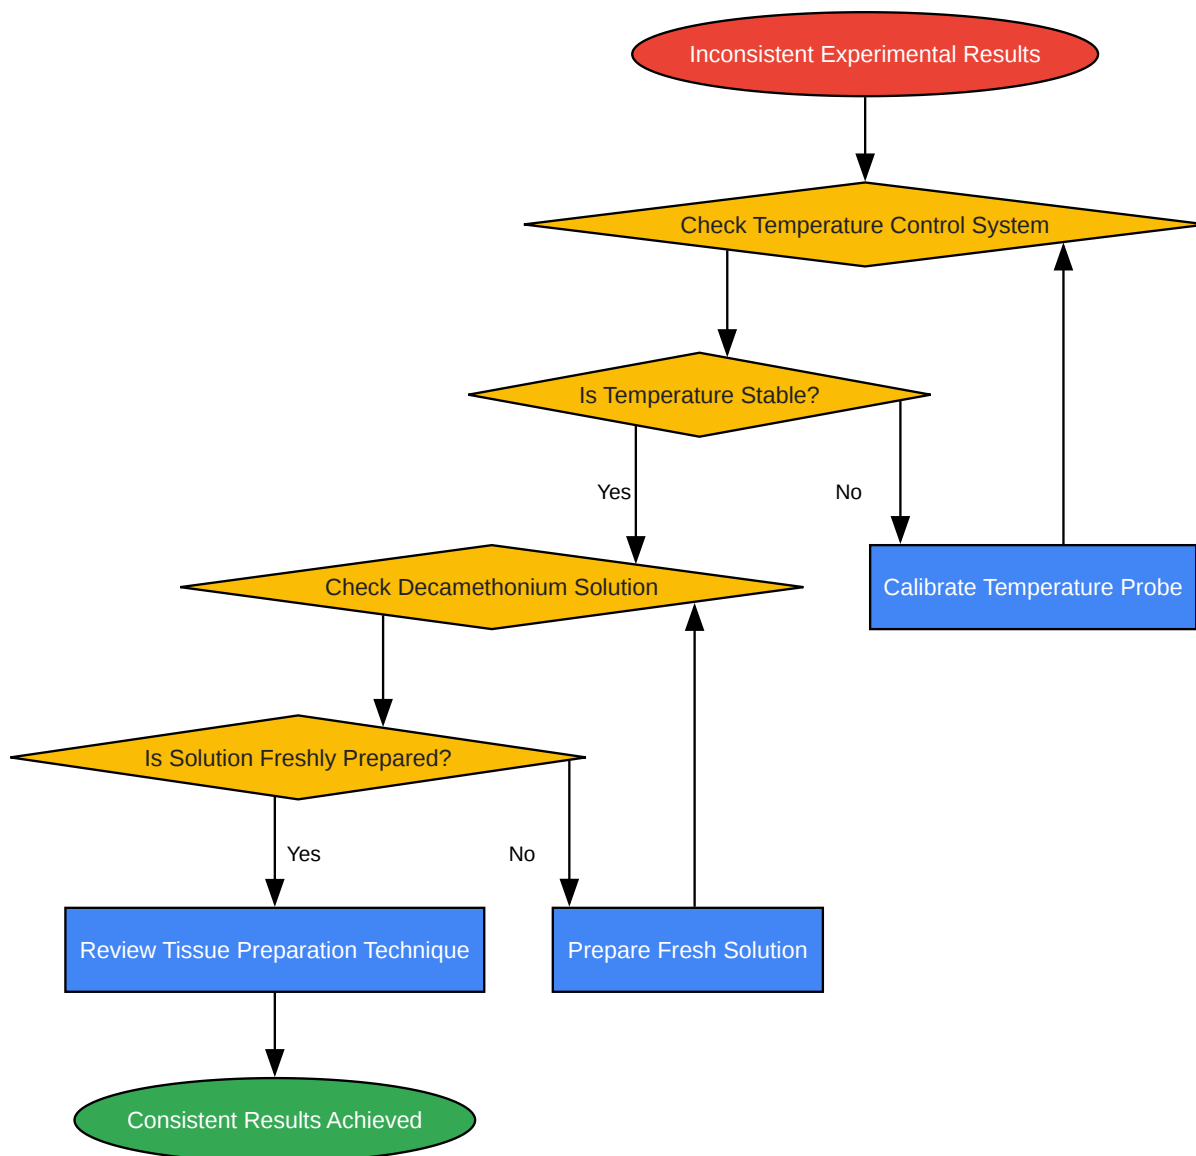 Inconsistent Experimental Results
Check Temperature Control System
Is Temperature Stable?
Yes
No
Check Decamethonium Solution
Calibrate Temperature Probe
Is Solution Freshly Prepared?
Yes
No
Review Tissue Preparation Technique
Prepare Fresh Solution
Consistent Results Achieved